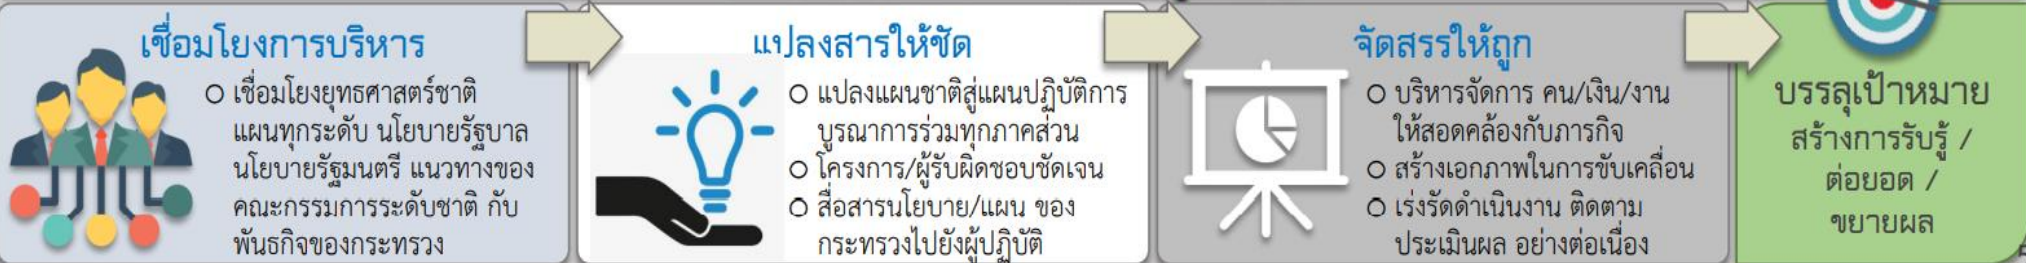 เชื่อมโยงการบริหาร
O เชื่อมโยงยุทธศาสตร์ชาติ
แผนทุกระดับ นโยบายรัฐบาล
นโยบายรัฐมนตรี แนวทางของ
คณะกรรมการระดับชาติ กับ
พันธกิจของกระทรวง
แปลงสารให้ชัด
O แปลงแผนชาติสู่แผนปฏิบัติการ
บูรณาการร่วมทุกภาคส่วน
O โครงการ/ผู้รับผิดชอบชัดเจน
O สื่อสารนโยบาย/แผน ของ
กระทรวงไปยังผู้ปฏิบัติ
จัดสรรให้ถูก
O บริหารจัดการ คน/เงิน/งาน
ให้สอดคล้องกับภารกิจ
O สร้างเอกภาพในการขับเคลื่อน
O เร่งรัดดำเนินงาน ติดตาม
ประเมินผล อย่างต่อเนื่อง
บรรลุเป้าหมาย
สร้างการรับรู้ /
ต่อยอด /
ขยายผล